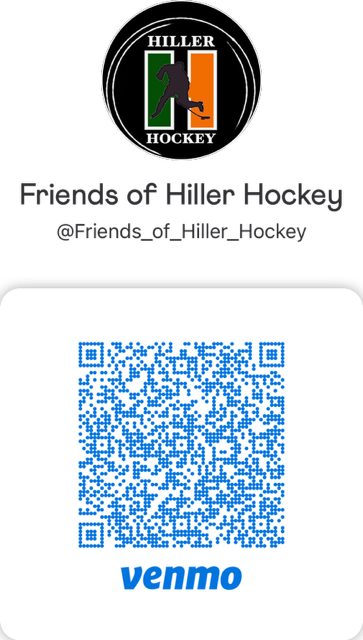 HILLER
HOCKEY
Friends of Hiller Hockey
@Friends_of_Hiller_Hockey
venmo